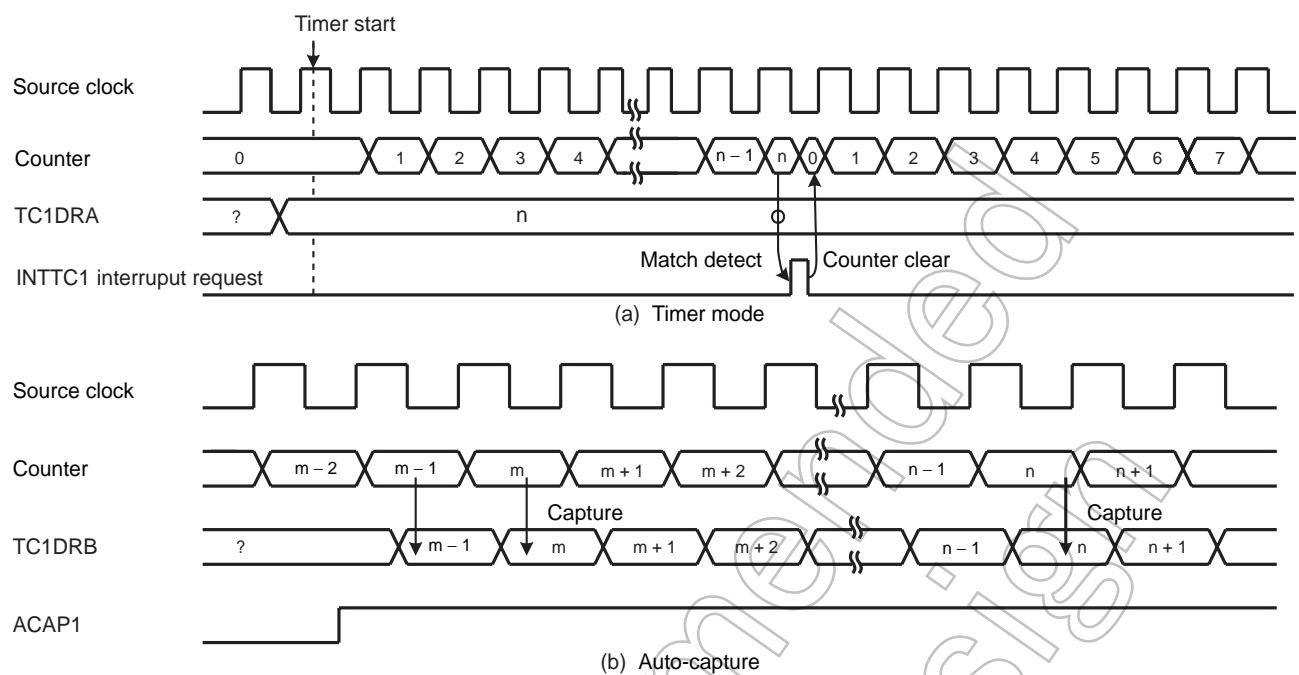 Timer start
Source clock
Counter
0 1 2 3 4 n – 1 n 0 1 2 3 4 5 6 7
TC1DRA
? n
Match detect Counter clear
INTTC1 interruput request
(a) Timer mode
Source clock
Counter
m – 2 m – 1 m m + 1 m + 2 n – 1 n n + 1
Capture Capture
TC1DRB
? m – 1 m m + 1 m + 2 n – 1 n n + 1
ACAP1
(b) Auto-capture
mended
sign